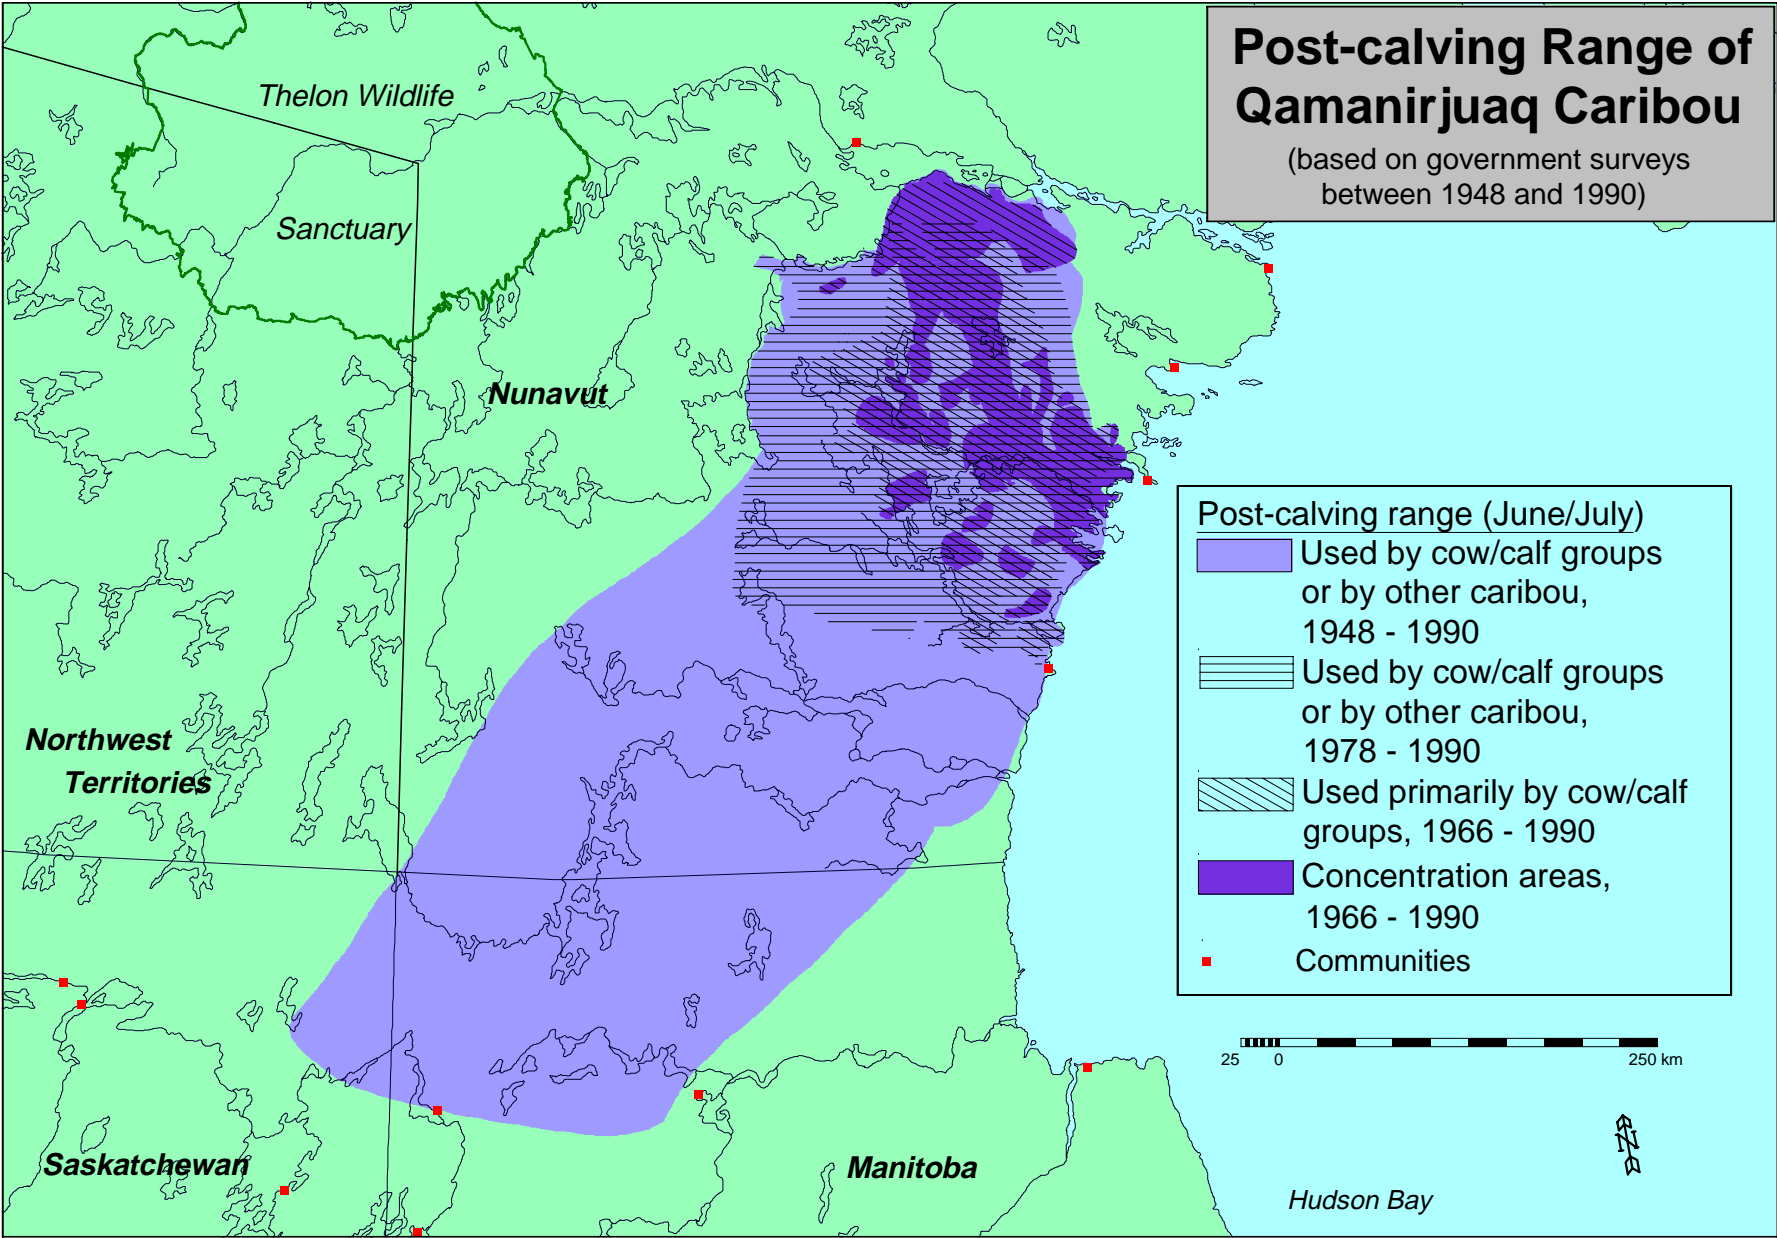 Post-calving Range of
Qamanirjuaq Caribou
(based on government surveys
between 1948 and 1990)
Thelon Wildlife
Sanctuary
Nunavut
Northwest
Territories
Post-calving range (June/July)
Used by cow/calf groups
or by other caribou,
1948 - 1990
Used by cow/calf groups
or by other caribou,
1978 - 1990
Used primarily by cow/calf
groups, 1966 - 1990
Concentration areas,
1966 - 1990
Communities
25 0 250 km
N
Saskatchewan
Manitoba
Hudson Bay